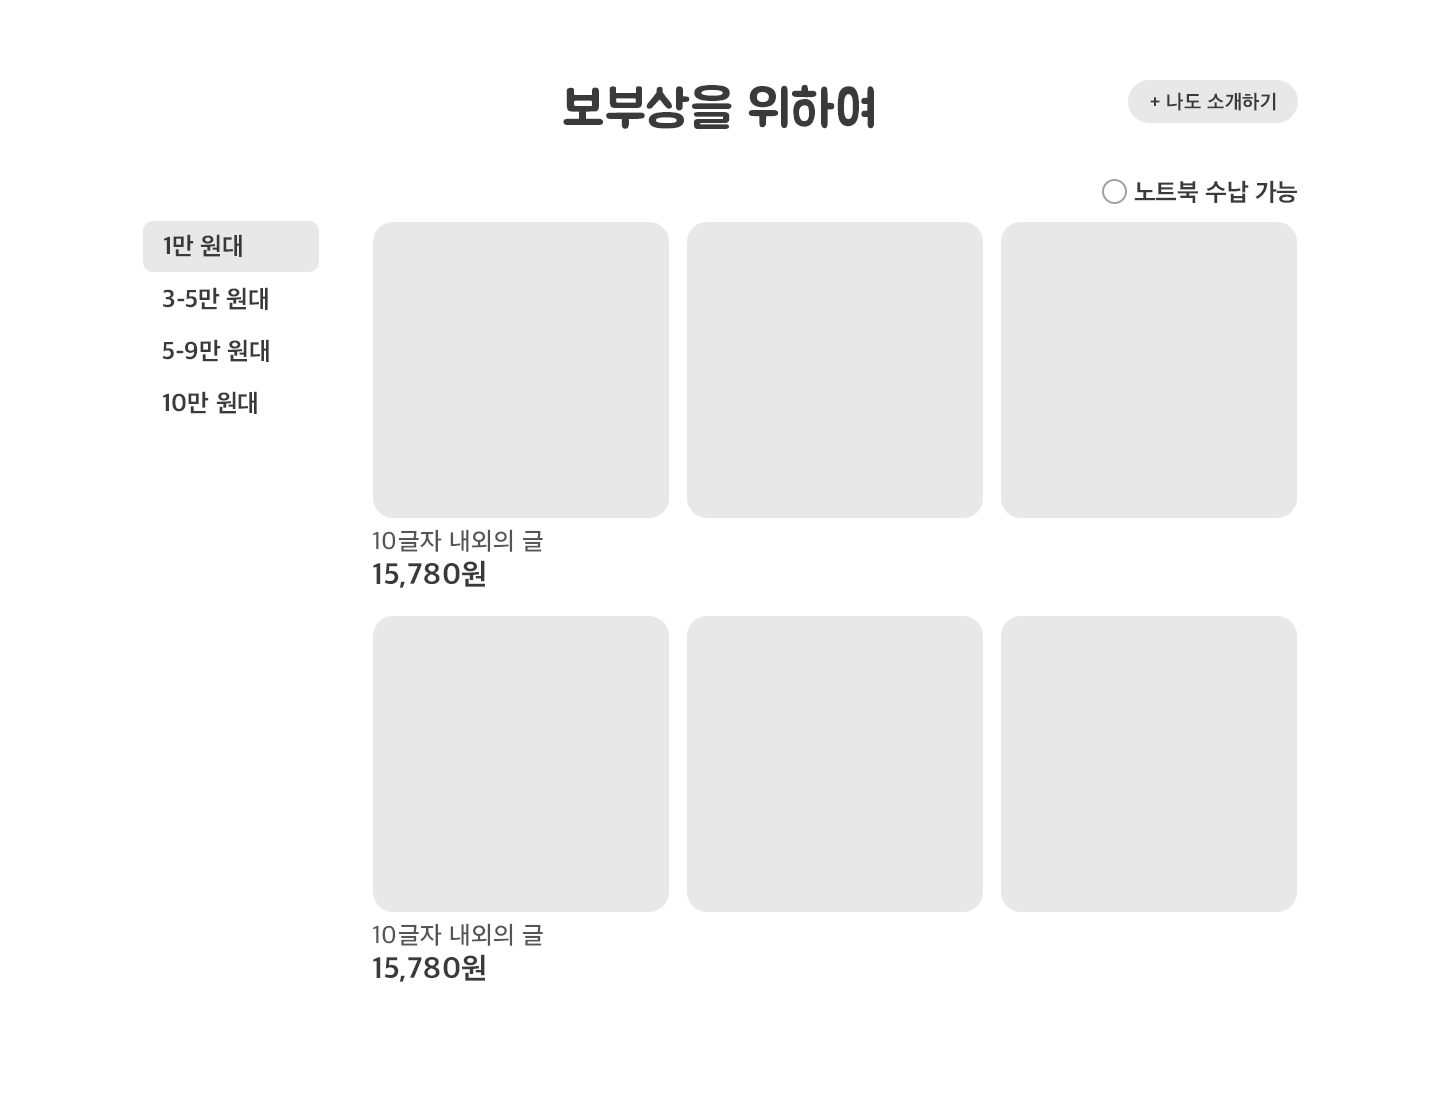 보부상을 위하여
+ 나도 소개하기
노트북 수납 가능
1만 원대
3-5만 원대
5-9만 원대
10만 원대
10글자 내외의 글
15,780원
10글자 내외의 글
15,780원